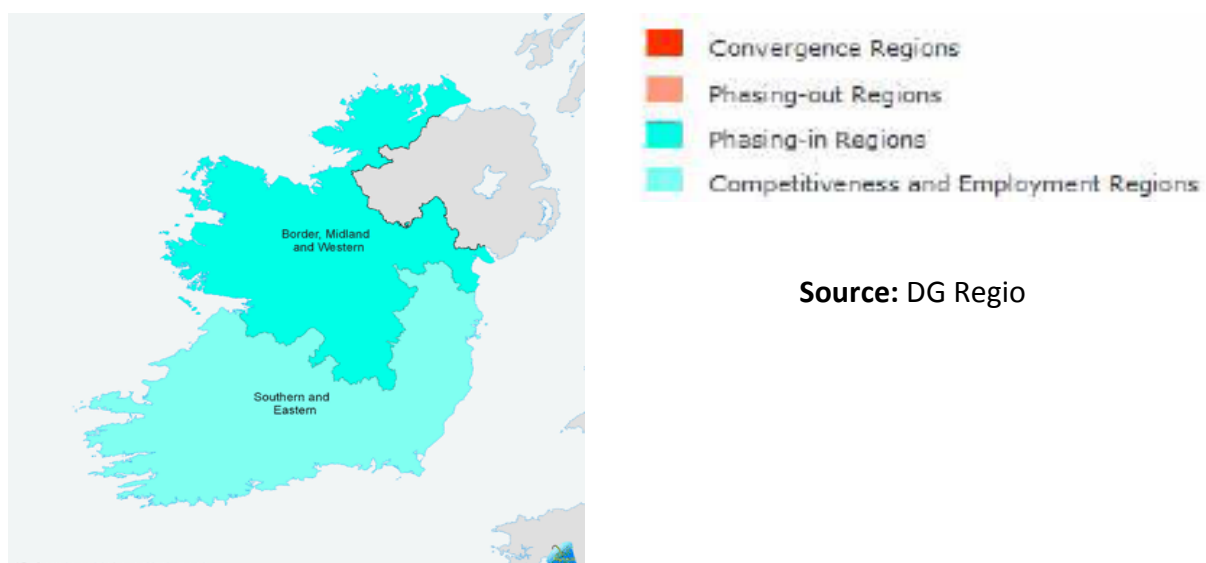 Border, Midland
and Western
Southern and
Eastern
Convergence Regions
Phasing-out Regions
Phasing-in Regions
Competitiveness and Employment Regions
Source: DG Regio